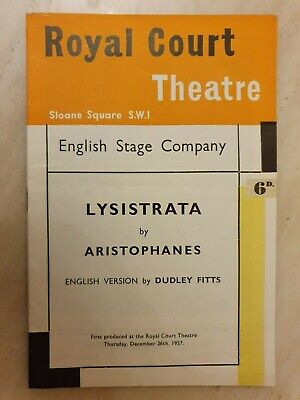 Royal Court
Theatre
Sloane Square S.W.1
English Stage Company
6D.
LYSISTRATA
by
ARISTOPHANES
ENGLISH VERSION by DUDLEY FITTS
First produced at the Royal Court Theatre
Thursday, December 26th, 1957.